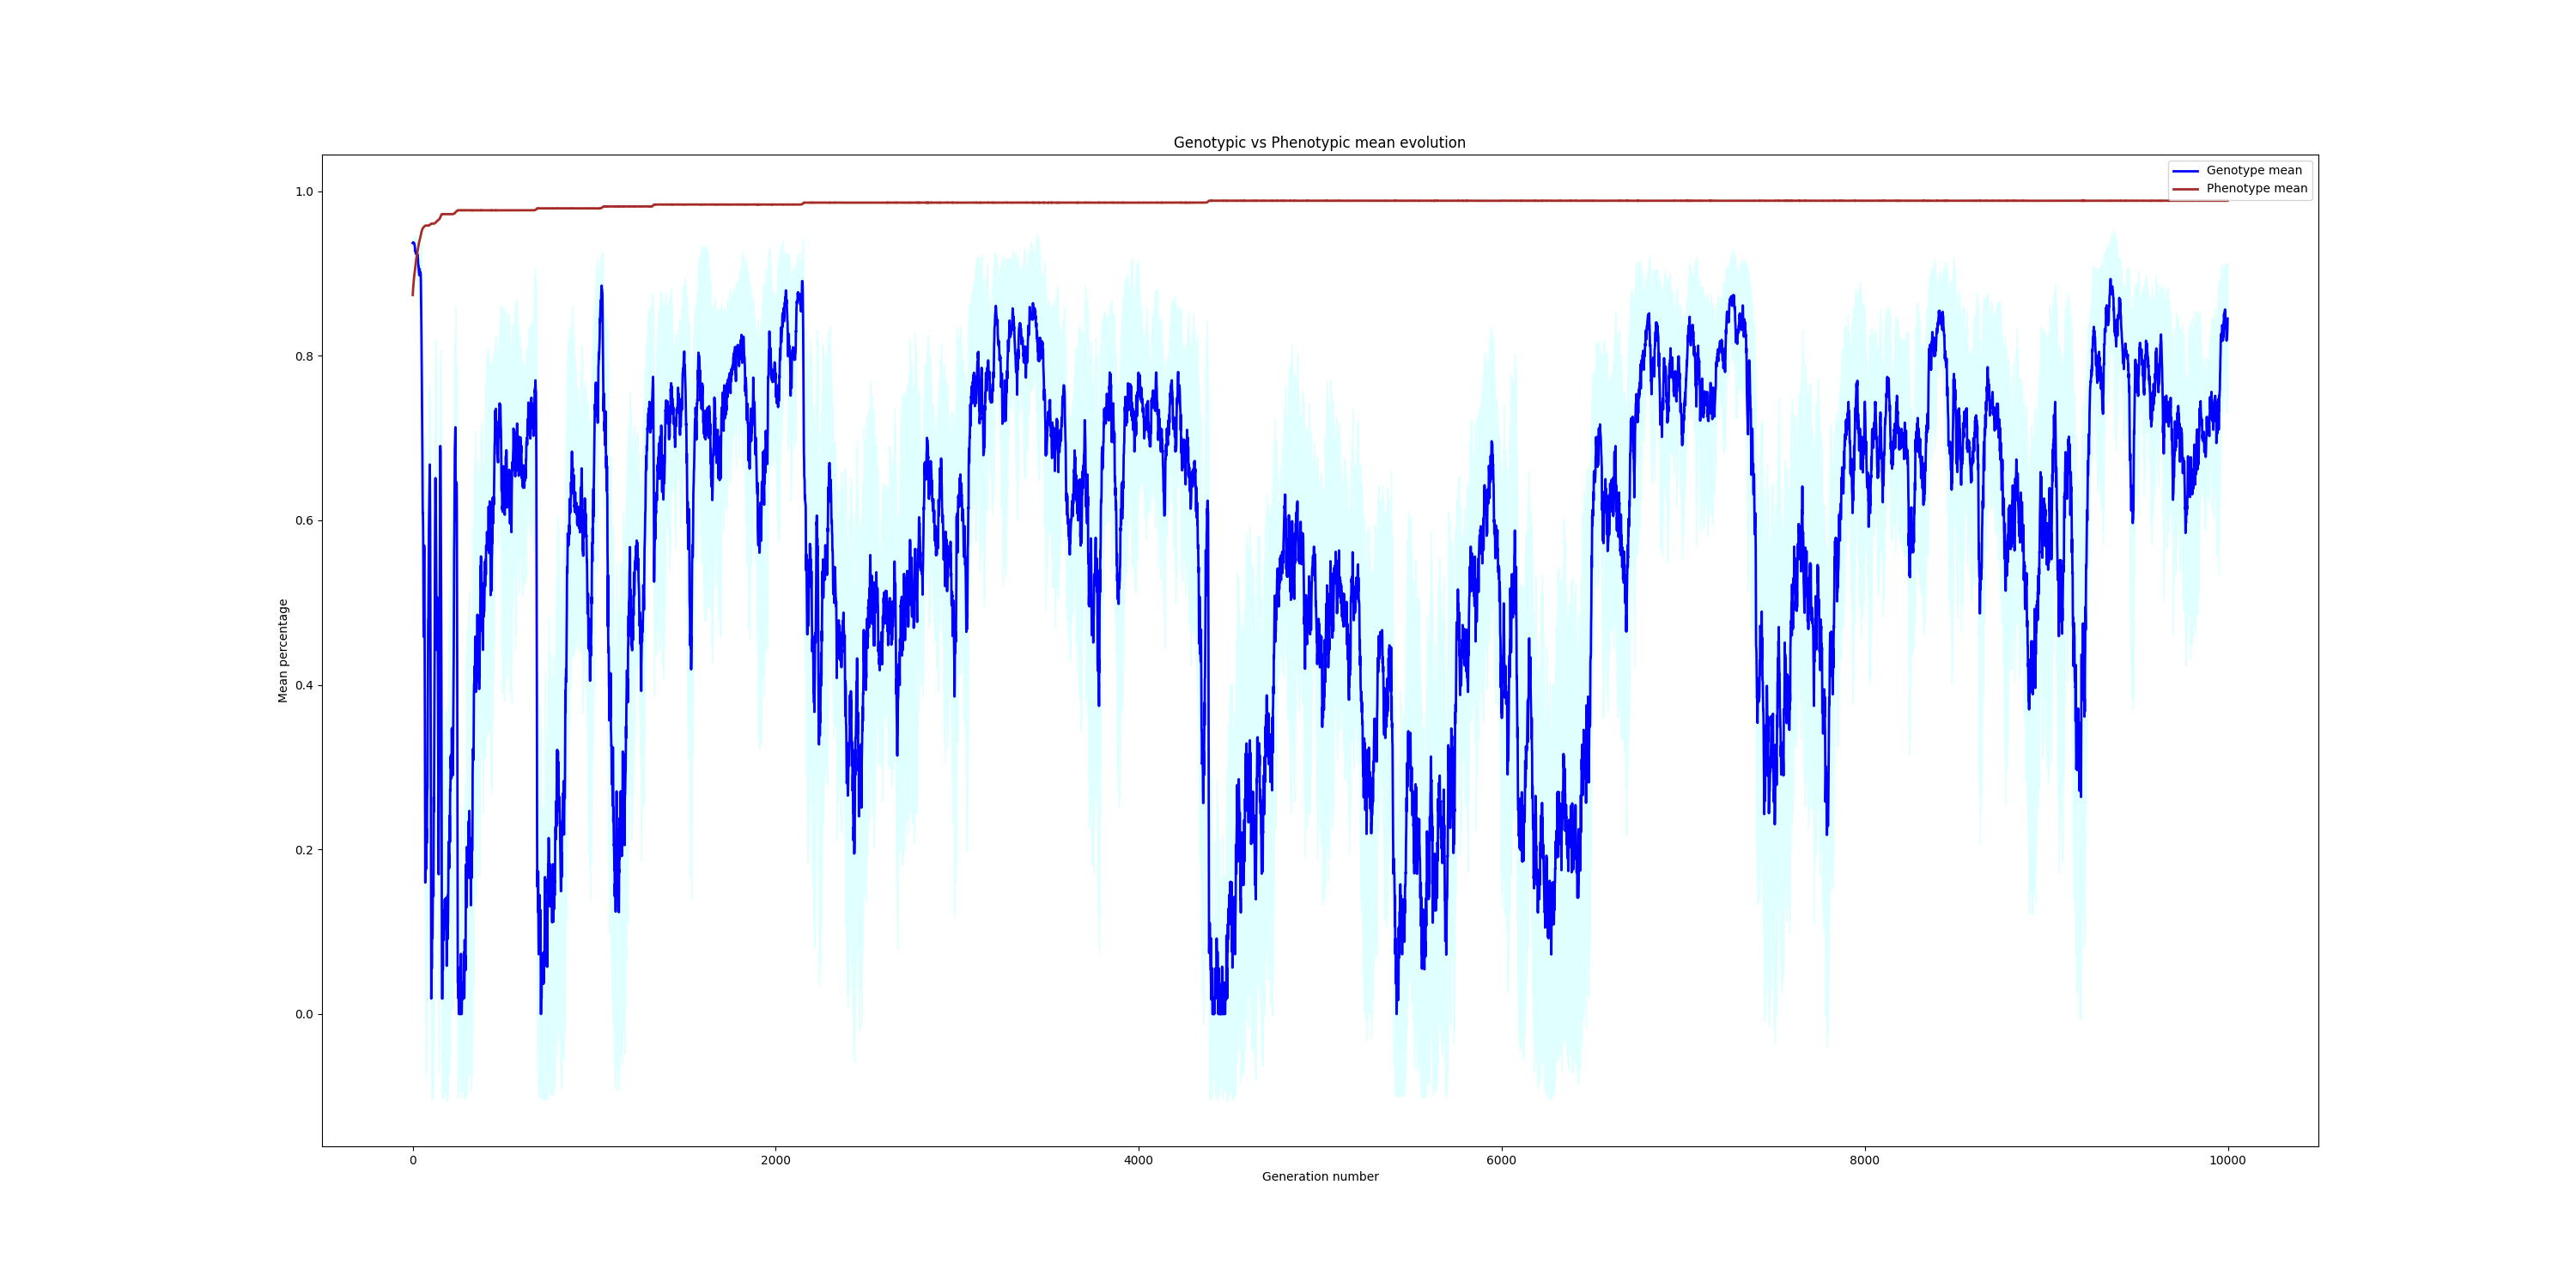 Genotypic vs Phenotypic mean evolution
Genotype mean
Phenotype mean
1.0
0.8
0.6
0.4
0.2
0.0
Mean percentage
0
2000
4000
6000
8000
10000
Generation number